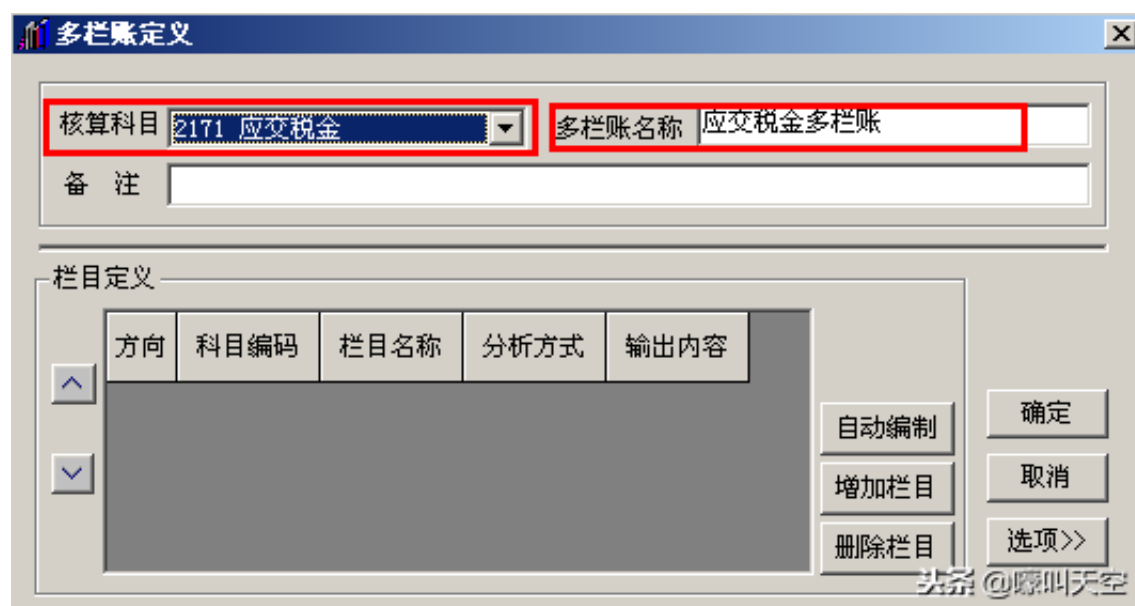 多栏账定义
核算科目 2171 应交税金 多栏账名称 应交税金多栏账
备 注
栏目定义
方向 科目编码 栏目名称 分析方式 输出内容
自动编制 确定
增加栏目 取消
删除栏目 选项>>
头条 @嚎叫天空